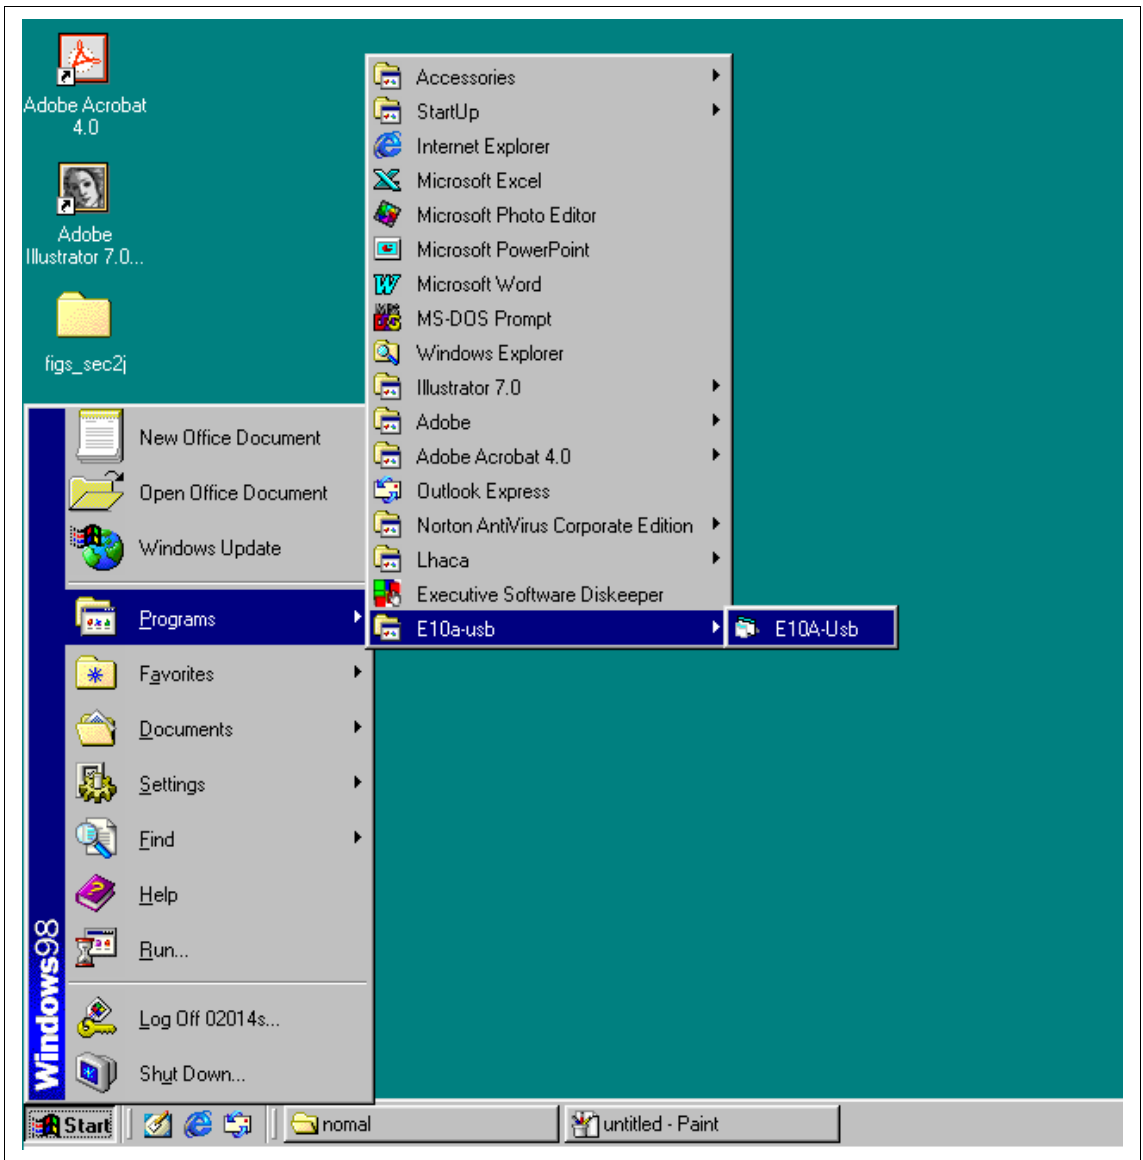 Adobe Acrobat
4.0
Adobe
Illustrator 7.0...
figs_sec2j
Accessories
StartUp
Internet Explorer
Microsoft Excel
Microsoft Photo Editor
Microsoft PowerPoint
Microsoft Word
MS-DOS Prompt
Windows Explorer
Illustrator 7.0
Adobe
Adobe Acrobat 4.0
Outlook Express
Norton AntiVirus Corporate Edition
Lhaca
Executive Software Diskeeper
E10a-usb
E10A-Usb
New Office Document
Open Office Document
Windows Update
Programs
Favorites
Documents
Settings
Find
Help
Run...
Log Off 02014s...
Shut Down...
Windows98
Start
nomal
untitled - Paint